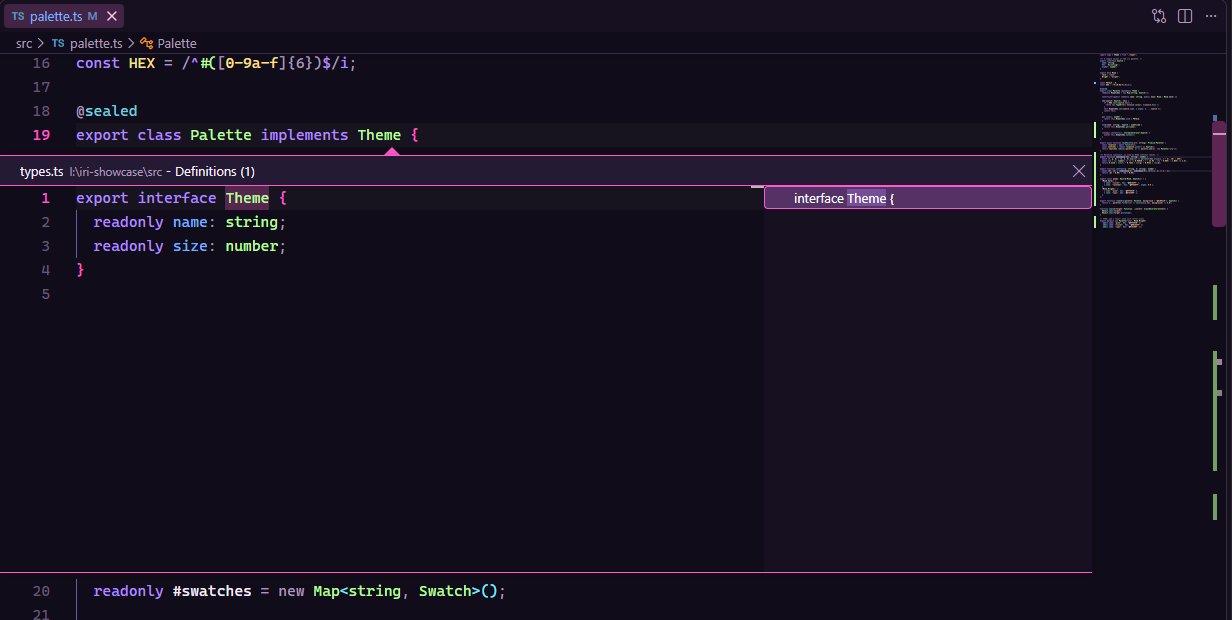 TS palette.ts M
src > TS palette.ts > Palette
16 const HEX = /^#([0-9a-f]{6})$/i;
17
18 @sealed
19 export class Palette implements Theme {
types.ts I:\iri-showcase\src - Definitions (1)
1 export interface Theme {
interface Theme {
2 readonly name: string;
3 readonly size: number;
4 }
5
20 readonly #swatches = new Map<string, Swatch>();
21